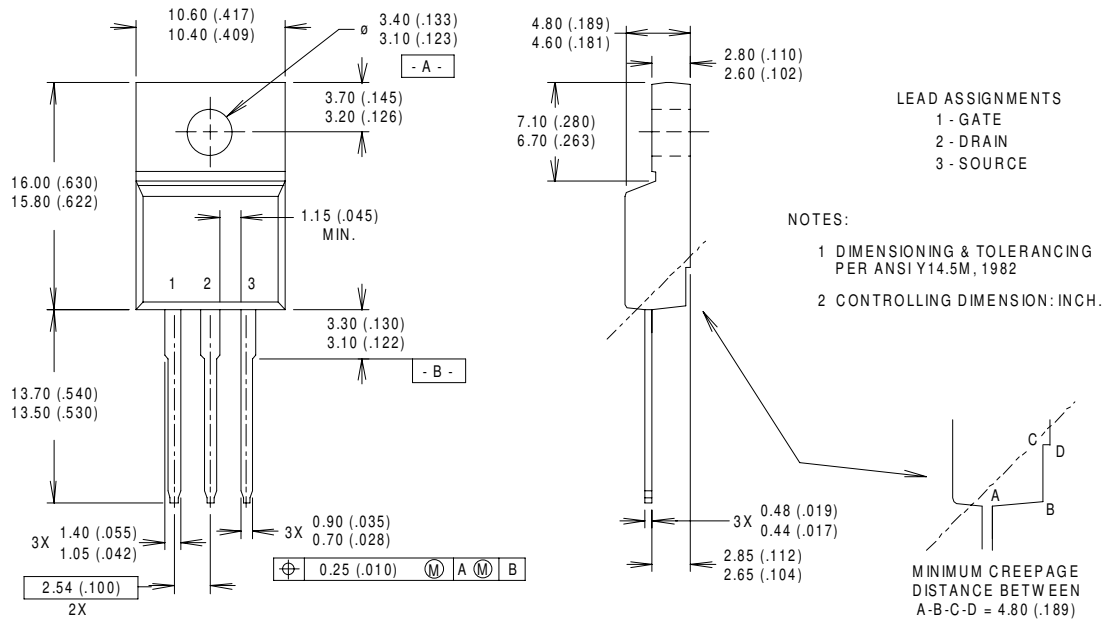 10.60 (.417)
10.40 (.409)
ø
3.40 (.133)
3.10 (.123)
- A -
3.70 (.145)
3.20 (.126)
16.00 (.630)
15.80 (.622)
1.15 (.045)
MIN.
1
2
3
3.30 (.130)
3.10 (.122)
- B -
13.70 (.540)
13.50 (.530)
3X
1.40 (.055)
1.05 (.042)
3X
0.90 (.035)
0.70 (.028)
0.25 (.010) Ⓜ A Ⓜ B
2.54 (.100)
2X
4.80 (.189)
4.60 (.181)
2.80 (.110)
2.60 (.102)
7.10 (.280)
6.70 (.263)
3X
0.48 (.019)
0.44 (.017)
2.85 (.112)
2.65 (.104)
LEAD ASSIGNMENTS
1 - GATE
2 - DRAIN
3 - SOURCE
NOTES:
1 DIMENSIONING & TOLERANCING
PER ANSI Y14.5M, 1982
2 CONTROLLING DIMENSION: INCH.
C
D
A
B
MINIMUM CREEPAGE
DISTANCE BETWEEN
A-B-C-D = 4.80 (.189)